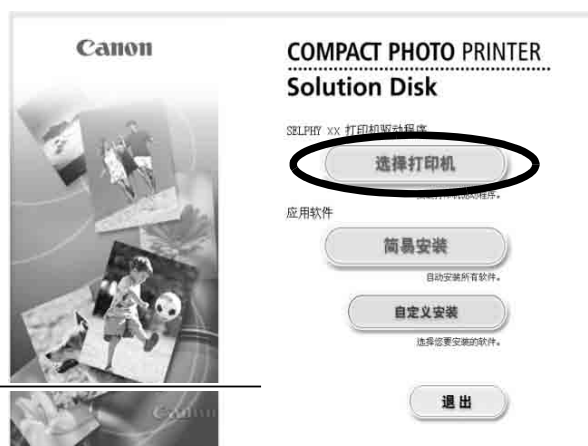 Canon
COMPACT PHOTO PRINTER
Solution Disk
SELPHY xx 打印机驱动程序
选择打印机
应用软件
简易安装
自动安装所有软件。
自定义安装
选择您要安装的软件。
退出
Canon